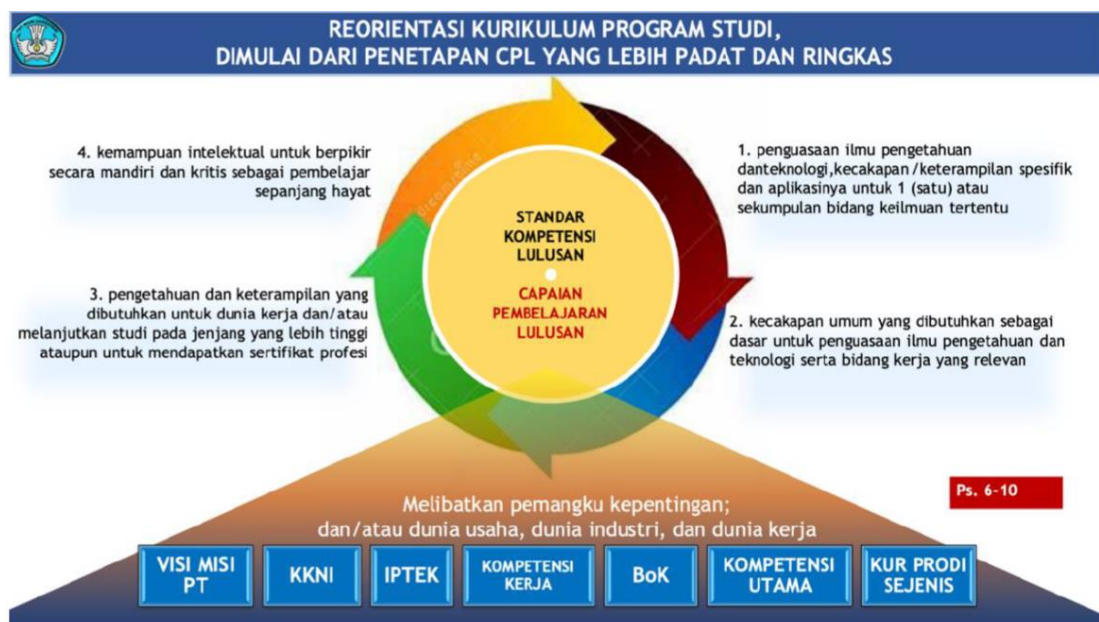 REORIENTASI KURIKULUM PROGRAM STUDI,
DIMULAI DARI PENETAPAN CPL YANG LEBIH PADAT DAN RINGKAS
4. kemampuan intelektual untuk berpikir
secara mandiri dan kritis sebagai pembelajar
sepanjang hayat
1. penguasaan ilmu pengetahuan
danteknologi,kecakapan/keterampilan spesifik
dan aplikasinya untuk 1 (satu) atau
sekumpulan bidang keilmuan tertentu
STANDAR
KOMPETENSI
LULUSAN
CAPAIAN
PEMBELAJARAN
LULUSAN
3. pengetahuan dan keterampilan yang
dibutuhkan untuk dunia kerja dan/atau
melanjutkan studi pada jenjang yang lebih tinggi
ataupun untuk mendapatkan sertifikat profesi
2. kecakapan umum yang dibutuhkan sebagai
dasar untuk penguasaan ilmu pengetahuan dan
teknologi serta bidang kerja yang relevan
Ps. 6-10
Melibatkan pemangku kepentingan;
dan/atau dunia usaha, dunia industri, dan dunia kerja
VISI MISI
PT
KKNI
IPTEK
KOMPETENSI
KERJA
BoK
KOMPETENSI
UTAMA
KUR PRODI
SEJENIS